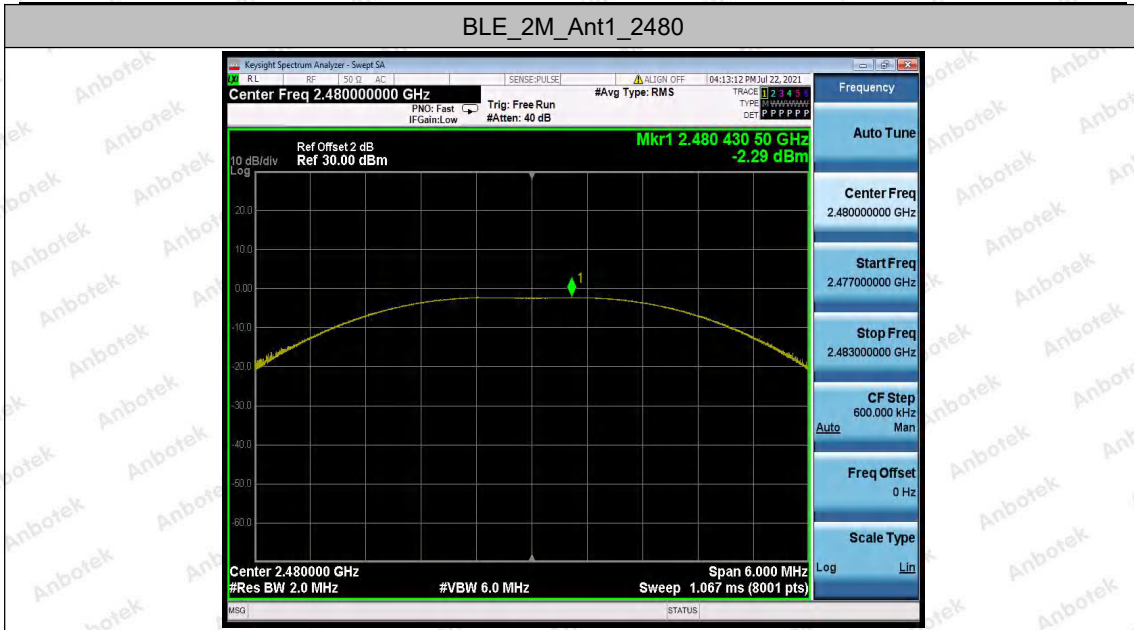 BLE_2M_Ant1_2480
Keysight Spectrum Analyzer - Swept SA
RL RF 50 Ω AC SENSE:PULSE ALIGN OFF 04:13:12 PM Jul 22, 2021
Center Freq 2.480000000 GHz
PNO: Fast
IFGain:Low
Trig: Free Run
#Atten: 40 dB
#Avg Type: RMS
TRACE 1 2 3 4 5 6
TYPE M WWWWW
DET P P P P P P
Mkr1 2.480 430 50 GHz
-2.29 dBm
Ref Offset 2 dB
10 dB/div Ref 30.00 dBm
Log
20.0
10.0
0.00
-10.0
-20.0
-30.0
-40.0
-50.0
-60.0
1
Center 2.480000 GHz Span 6.000 MHz
#Res BW 2.0 MHz #VBW 6.0 MHz Sweep 1.067 ms (8001 pts)
MSG STATUS
Frequency
Auto Tune
Center Freq
2.480000000 GHz
Start Freq
2.477000000 GHz
Stop Freq
2.483000000 GHz
CF Step
600.000 kHz
Auto Man
Freq Offset
0 Hz
Scale Type
Log Lin
Anbotek